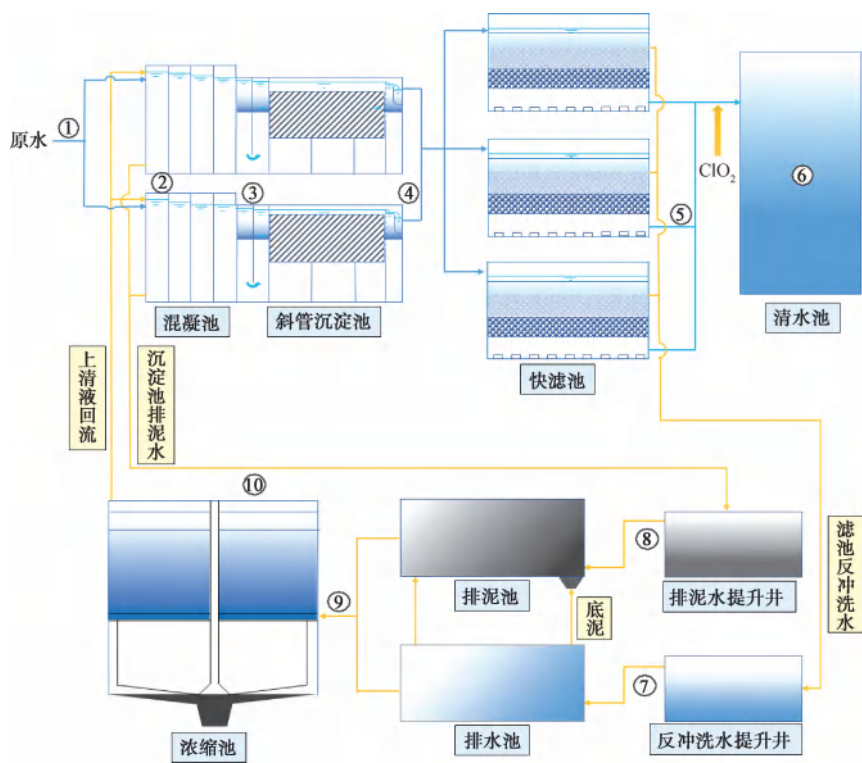 原水
①
②
③
④
⑤
ClO₂
⑥
混凝池
斜管沉淀池
快滤池
清水池
上清液回流
沉淀池排泥水
⑩
⑨
排泥池
⑧
排泥水提升井
滤池反冲洗水
底泥
浓缩池
排水池
⑦
反冲洗水提升井